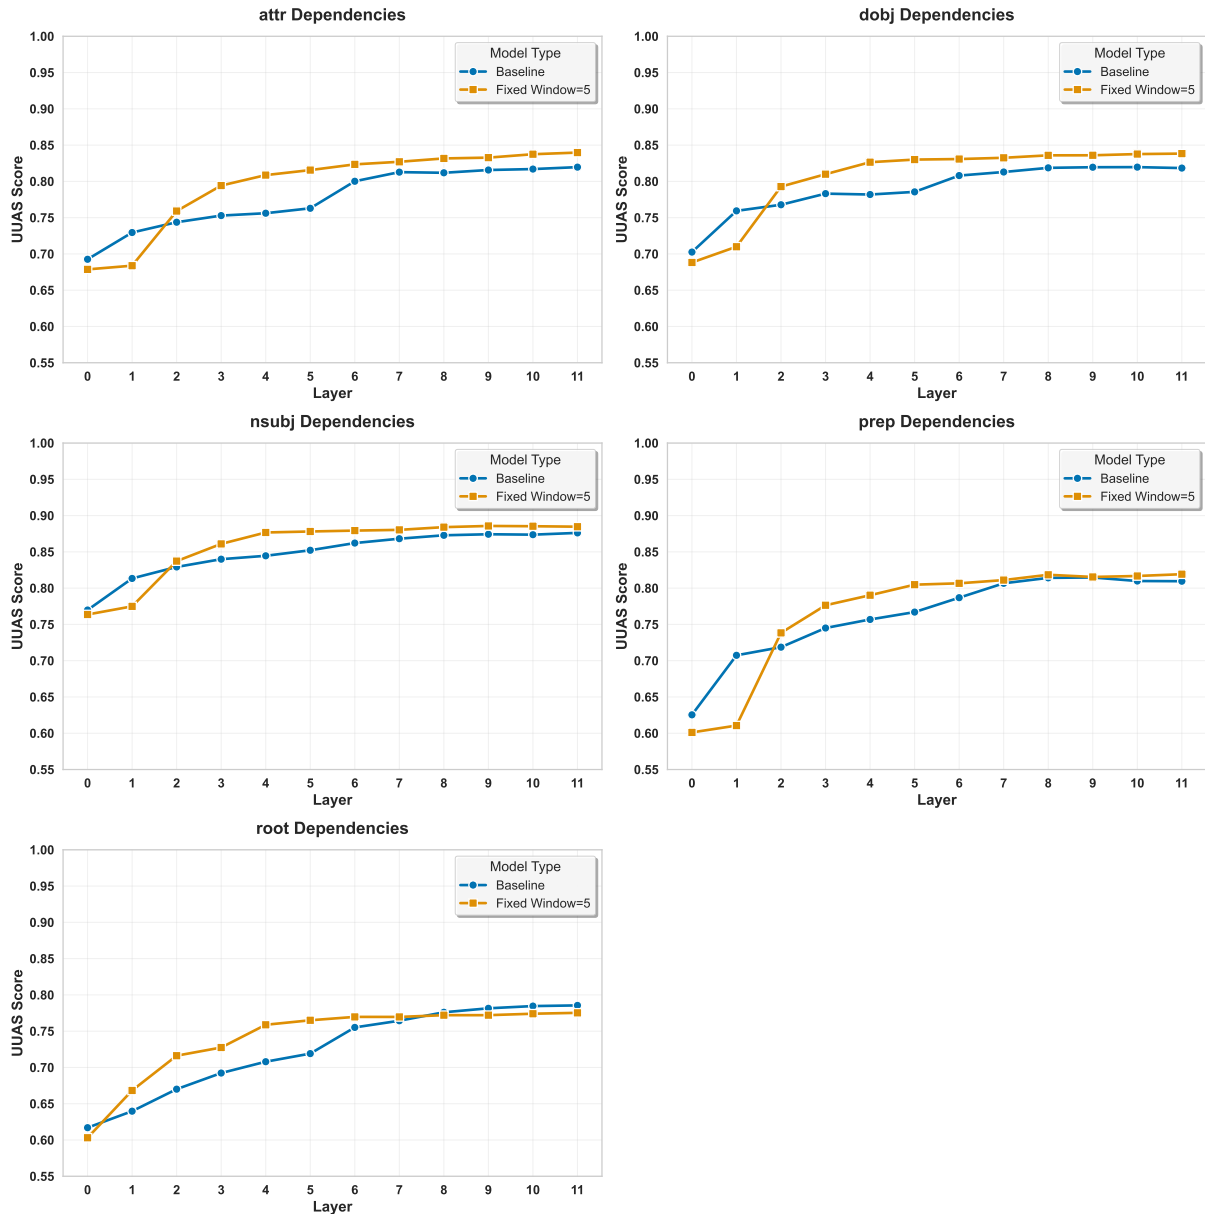 attr Dependencies
1.00
0.95
0.90
0.85
0.80
0.75
0.70
0.65
0.60
0.55
UUAS Score
Model Type
Baseline
Fixed Window=5
0 1 2 3 4 5 6 7 8 9 10 11
Layer
dobj Dependencies
1.00
0.95
0.90
0.85
0.80
0.75
0.70
0.65
0.60
0.55
UUAS Score
Model Type
Baseline
Fixed Window=5
0 1 2 3 4 5 6 7 8 9 10 11
Layer
nsubj Dependencies
1.00
0.95
0.90
0.85
0.80
0.75
0.70
0.65
0.60
0.55
UUAS Score
Model Type
Baseline
Fixed Window=5
0 1 2 3 4 5 6 7 8 9 10 11
Layer
prep Dependencies
1.00
0.95
0.90
0.85
0.80
0.75
0.70
0.65
0.60
0.55
UUAS Score
Model Type
Baseline
Fixed Window=5
0 1 2 3 4 5 6 7 8 9 10 11
Layer
root Dependencies
1.00
0.95
0.90
0.85
0.80
0.75
0.70
0.65
0.60
0.55
UUAS Score
Model Type
Baseline
Fixed Window=5
0 1 2 3 4 5 6 7 8 9 10 11
Layer